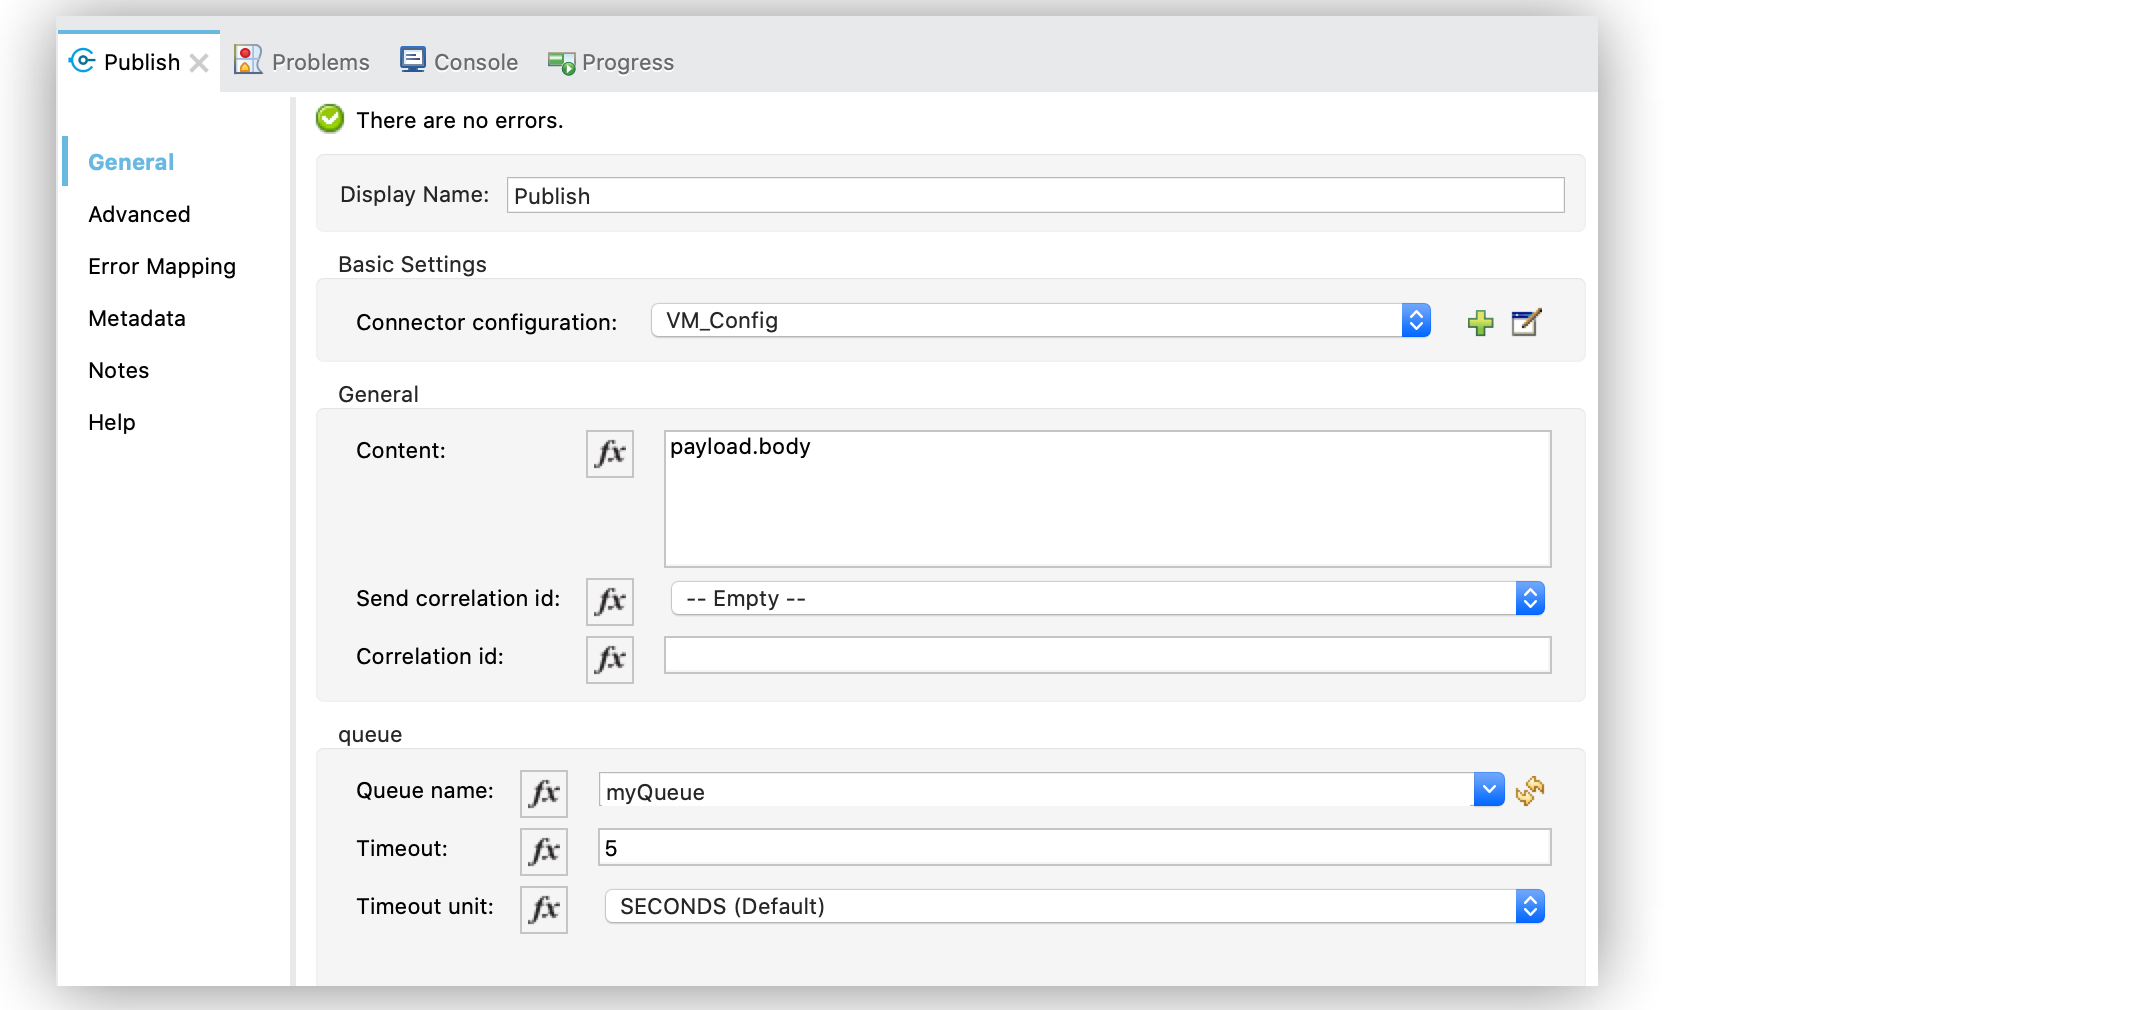 Publish Problems Console Progress
There are no errors.
General
Advanced
Error Mapping
Metadata
Notes
Help
Display Name: Publish
Basic Settings
Connector configuration: VM_Config
General
Content: fx payload.body
Send correlation id: fx -- Empty --
Correlation id: fx
queue
Queue name: fx myQueue
Timeout: fx 5
Timeout unit: fx SECONDS (Default)